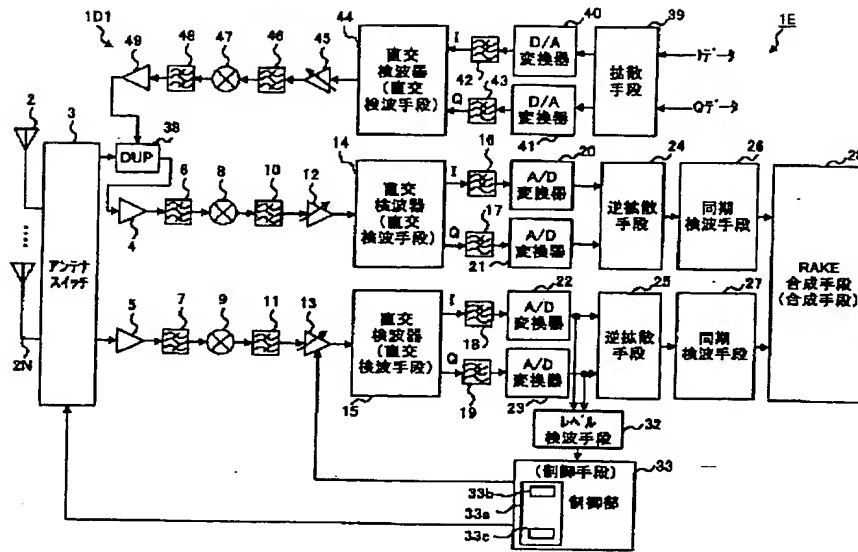 1D1
49
48
47
46
45
44
直交
検波器
(直交
検波手段)
I
Q
42
43
40
D/A
変換器
D/A
変換器
41
39
拡散
手段
Iデータ
Qデータ
1E
2
3
38
DUP
アンテナ
スイッチ
2N
4
6
8
10
12
14
直交
検波器
(直交
検波手段)
I
Q
16
17
20
A/D
変換器
A/D
変換器
21
24
逆拡散
手段
26
同期
検波手段
28
RAKE
合成手段
(合成手段)
5
7
9
11
13
直交
検波器
(直交
検波手段)
15
I
Q
18
19
22
A/D
変換器
A/D
変換器
23
25
逆拡散
手段
27
同期
検波手段
レベル
検波手段
32
(制御手段)
33
制御部
33b
33a
33c